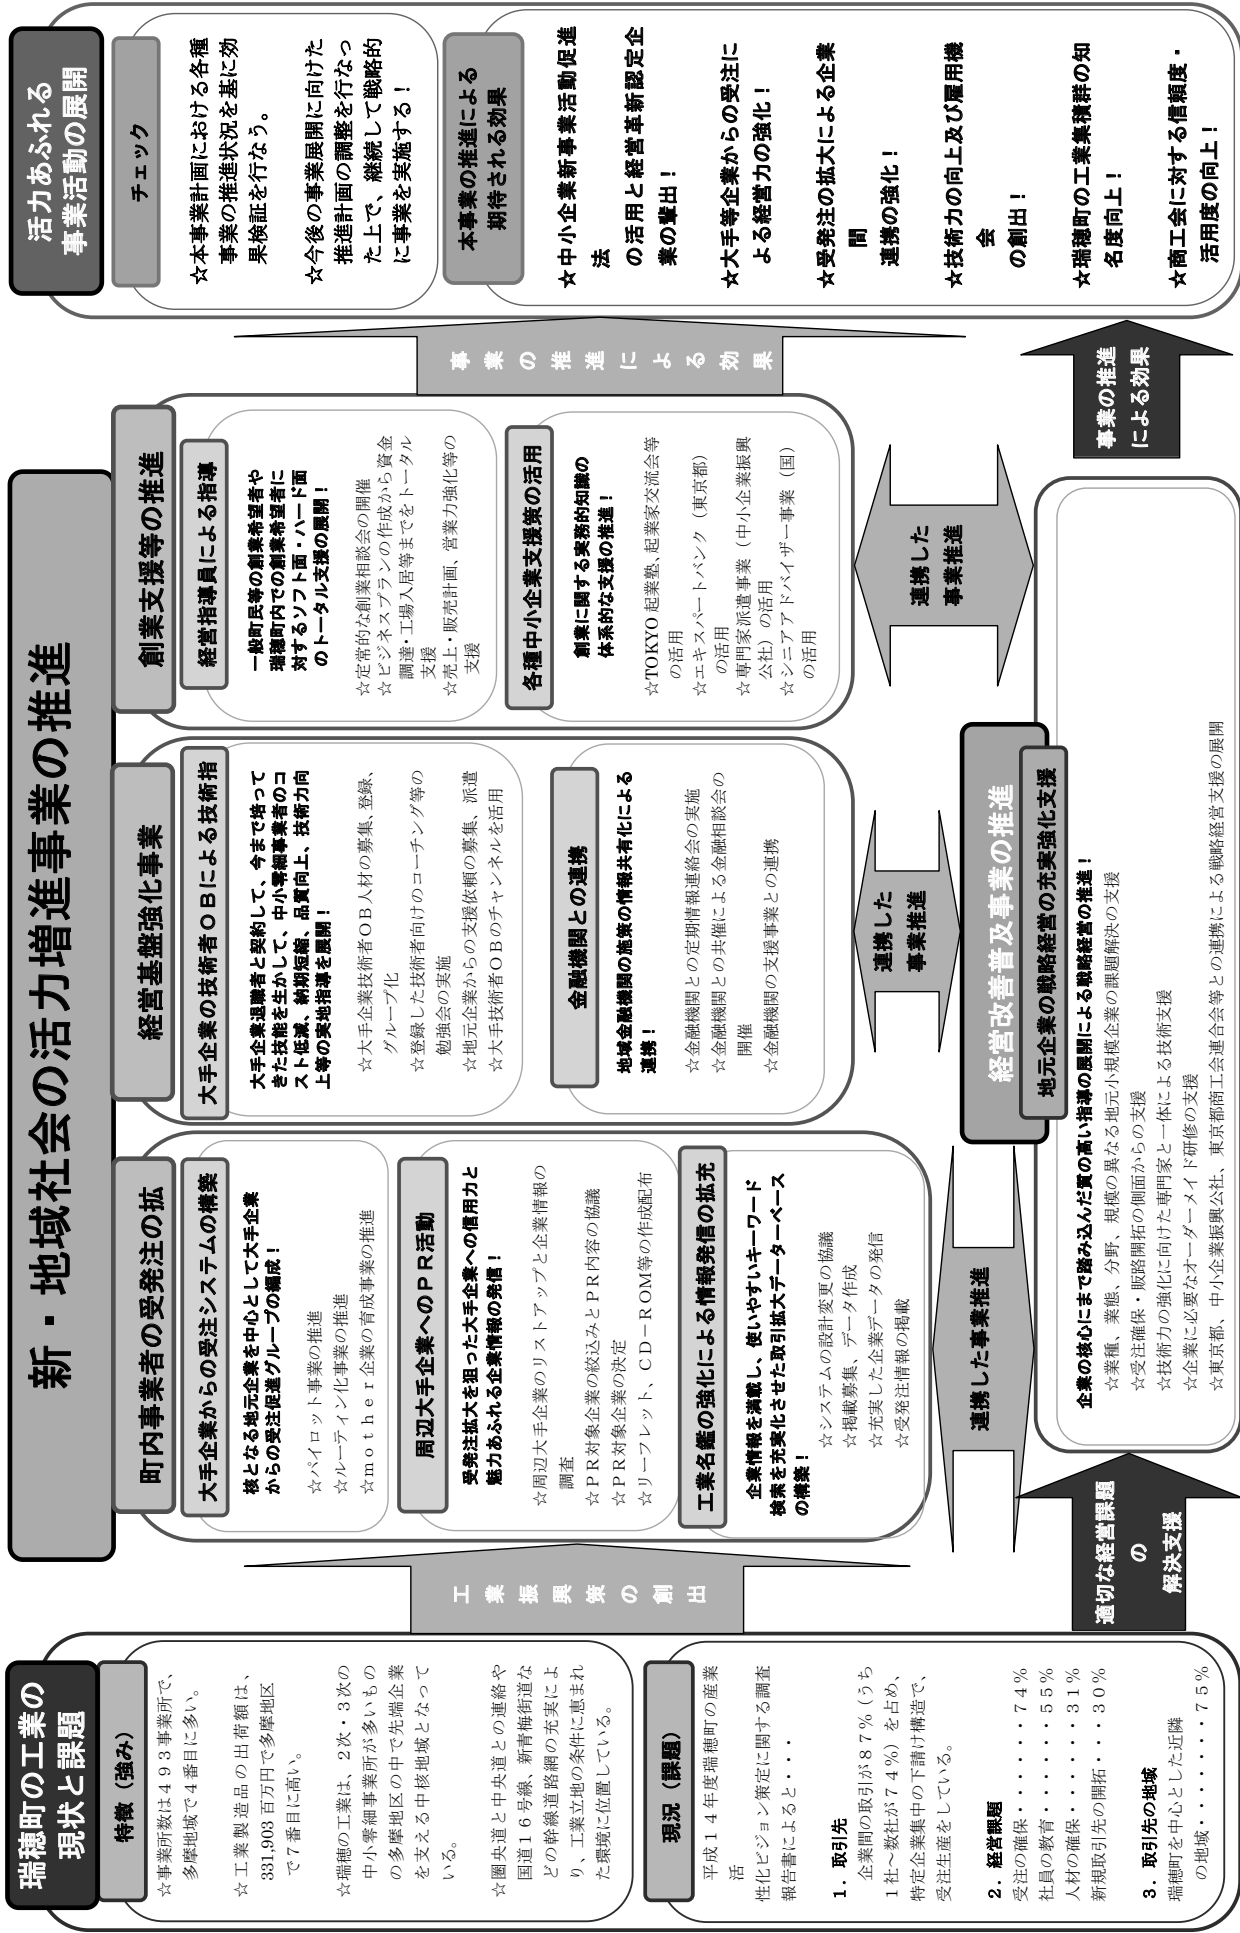 新・地域社会の活力増進事業の推進
瑞穂町の工業の
現状と課題
特徴（強み）
☆事業所数は４９３事業所で、
多摩地域で４番目に多い。
☆工業製造品の出荷額は、
331,903 百万円で多摩地区
で７番目に高い。
☆瑞穂の工業は、２次・３次の
中小零細事業所が多いもの
の多摩地区の中で先端企業
を支える中核地域となって
いる。
☆圏央道と中央道との連絡や
国道１６号線、新青梅街道な
どの幹線道路網の充実によ
り、工業立地の条件に恵まれ
た環境に位置している。
現況（課題）
平成１４年度瑞穂町の産業
活
性化ビジョン策定に関する調査
報告書によると・・・
１．取引先
企業間の取引が８７％（うち
１社～数社が７４％）を占め、
特定企業集中の下請け構造で、
受注生産をしている。
２．経営課題
受注の確保・・・・・・・７４％
社員の教育・・・・・・・５５％
人材の確保・・・・・・・３１％
新規取引先の開拓・・・３０％
３．取引先の地域
瑞穂町を中心とした近隣
の地域・・・・・・・・・７５％
工業振興策の創出
適切な経営課題
の
解決支援
町内事業者の受発注の拡
大手企業からの受注システムの構築
核となる地元企業を中心として大手企業
からの受注促進グループの編成！
☆パイロット事業の推進
☆ルーティン化事業の推進
☆ｍｏｔｈｅｒ企業の育成事業の推進
周辺大手企業へのＰＲ活動
受発注拡大を狙った大手企業への信用力と
魅力あふれる企業情報の発信！
☆周辺大手企業のリストアップと企業情報の
調査
☆ＰＲ対象企業の絞込みとＰＲ内容の協議
☆ＰＲ対象企業の決定
☆リーフレット、ＣＤ－ＲＯＭ等の作成配布
工業名鑑の強化による情報発信の拡充
企業情報を満載し、使いやすいキーワード
検索を充実化させた取引拡大データーベース
の構築！
☆システムの設計変更の協議
☆掲載募集、データ作成
☆充実した企業データの発信
☆受発注情報の掲載
経営基盤強化事業
大手企業の技術者ＯＢによる技術指
大手企業退職者と契約して、今まで培って
きた技能を生かして、中小零細事業者のコ
スト低減、納期短縮、品質向上、技術力向
上等の実地指導を展開！
☆大手企業技術者ＯＢ人材の募集、登録、
グループ化
☆登録した技術者向けのコーチング等の
勉強会の実施
☆地元企業からの支援依頼の募集、派遣
☆大手技術者ＯＢのチャンネルを活用
金融機関との連携
地域金融機関の施策の情報共有化による
連携！
☆金融機関との定期情報連絡会の実施
☆金融機関との共催による金融相談会の
開催
☆金融機関の支援事業との連携
創業支援等の推進
経営指導員による指導
一般町民等の創業希望者や
瑞穂町内での創業希望者に
対するソフト面・ハード面
のトータル支援の展開！
☆定常的な創業相談会の開催
☆ビジネスプランの作成から資金
調達・工場入居等までをトータル
支援
☆売上・販売計画、営業力強化等の
支援
各種中小企業支援策の活用
創業に関する実務的知識の
体系的な支援の推進！
☆TOKYO 起業塾、起業家交流会等
の活用
☆エキスパートバンク（東京都）
の活用
☆専門家派遣事業（中小企業振興
公社）の活用
☆シニアアドバイザー事業（国）
の活用
連携した事業推進
連携した
事業推進
連携した
事業推進
経営改善普及事業の推進
地元企業の戦略経営の充実強化支援
企業の核心にまで踏み込んだ質の高い指導の展開による戦略経営の推進！
☆業種、業態、分野、規模の異なる地元小規模企業の課題解決の支援
☆受注確保・販路開拓の側面からの支援
☆技術力の強化に向けた専門家と一体による技術支援
☆企業に必要なオーダーメイド研修の支援
☆東京都、中小企業振興公社、東京都商工会連合会等との連携による戦略経営支援の展開
事業の推進による効果
事業の推進
による効果
活力あふれる
事業活動の展開
チェック
☆本事業計画における各種
事業の推進状況を基に効
果検証を行なう。
☆今後の事業展開に向けた
推進計画の調整を行なっ
た上で、継続して戦略的
に事業を実施する！
本事業の推進による
期待される効果
☆中小企業新事業活動促進
法
の活用と経営革新認定企
業の輩出！
☆大手等企業からの受注に
よる経営力の強化！
☆受発注の拡大による企業
間
連携の強化！
☆技術力の向上及び雇用機
会
の創出！
☆瑞穂町の工業集積群の知
名度向上！
☆商工会に対する信頼度・
活用度の向上！